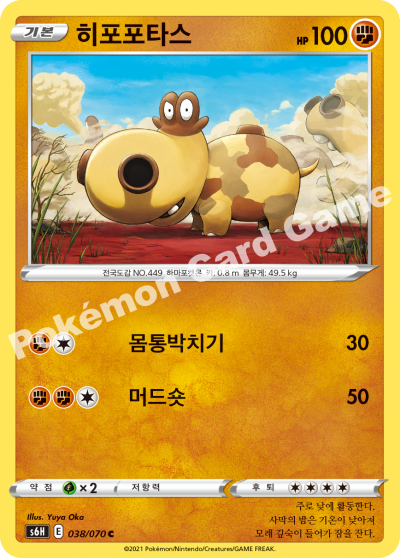 기본 히포포타스 HP 100
전국도감 NO.449 하마포켓몬 키: 0.8 m 몸무게: 49.5 kg
Pokémon Card Game
몸통박치기 30
머드숏 50
약점 ×2 저항력 후퇴
Illus. Yuya Oka
s6H E 038/070 C
주로 낮에 활동한다.
사막의 밤은 기온이 낮아져
모래 깊숙이 들어가 잠을 잔다.
©2021 Pokémon/Nintendo/Creatures/GAME FREAK.